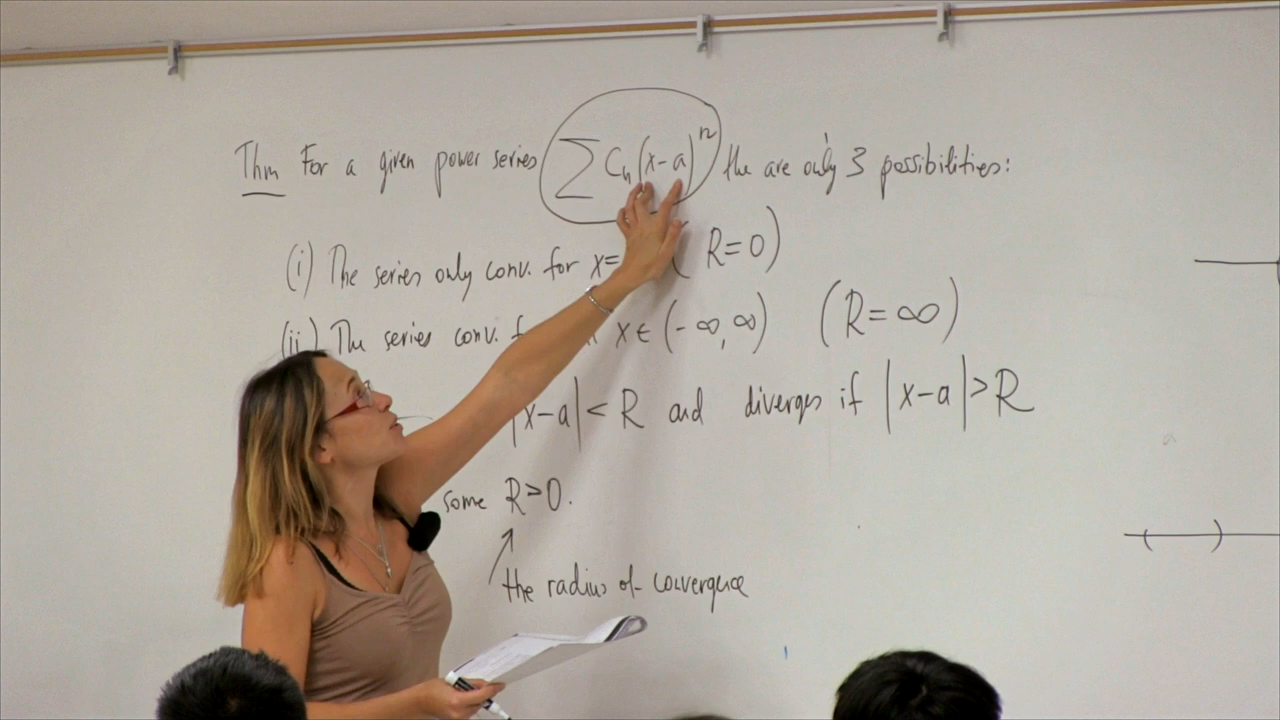 Thm For a given power series ∑ Cn(x-a)^n the are only 3 possibilities:
(i) The series only conv. for x= (R=0)
(ii) The series conv. x∈(-∞,∞) (R=∞)
|x-a|<R and diverges if |x-a|>R
some R>0.
the radius of convergence